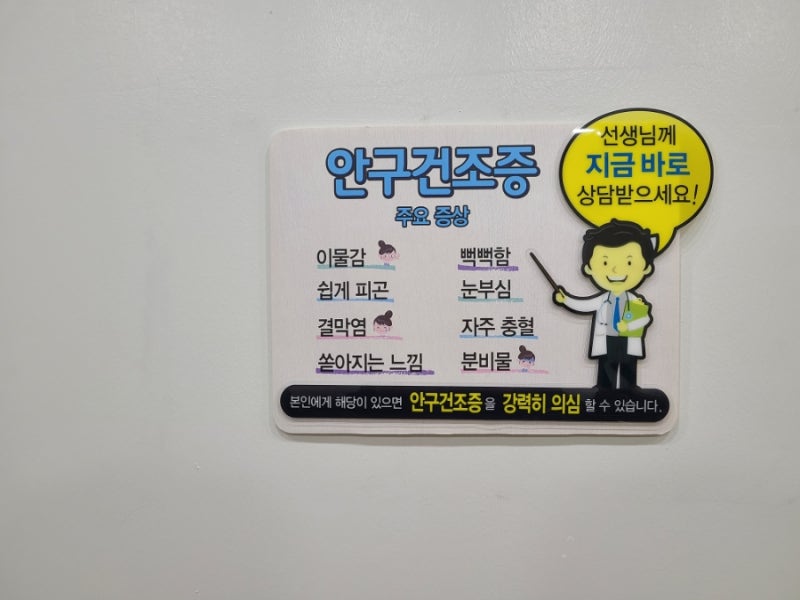 안구건조증
주요 증상
이물감
뻑뻑함
쉽게 피곤
눈부심
결막염
자주 충혈
쏟아지는 느낌
분비물
본인에게 해당이 있으면 안구건조증을 강력히 의심 할 수 있습니다.
선생님께
지금 바로
상담받으세요!